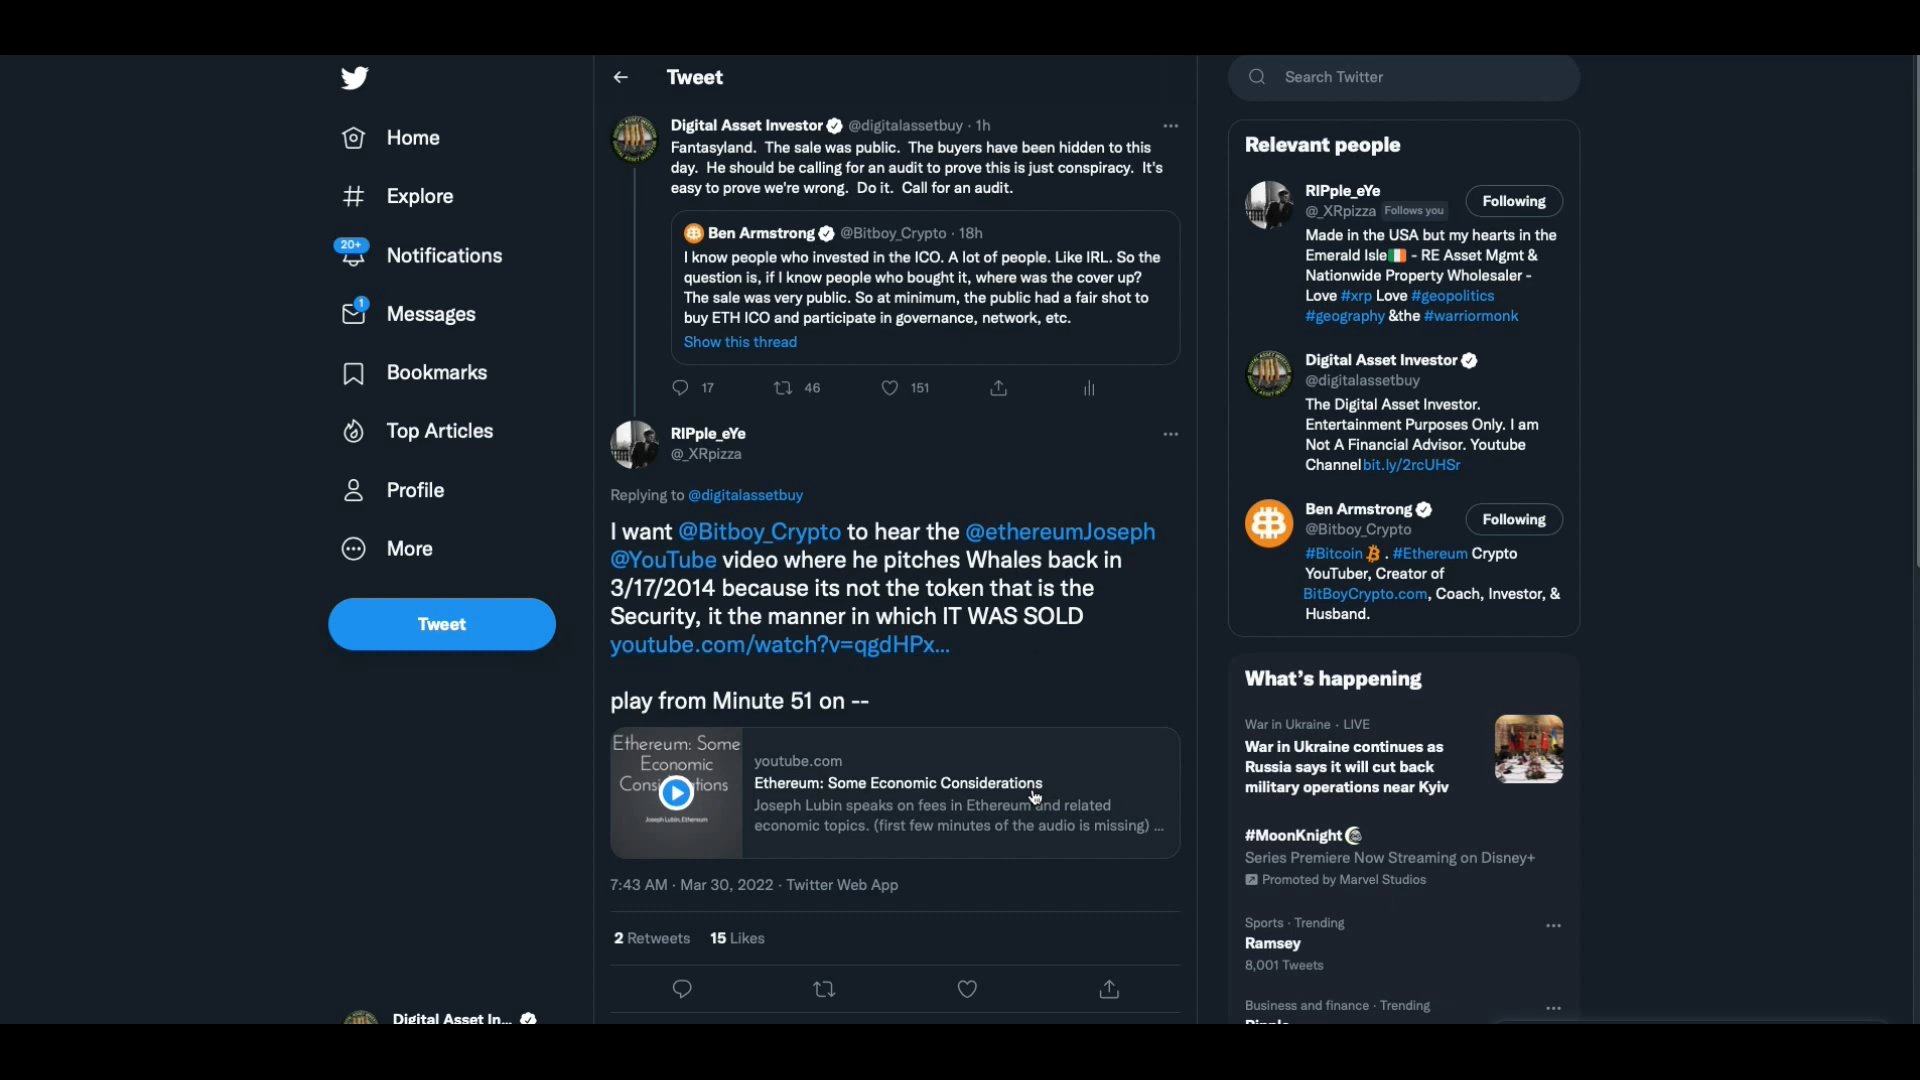 Home
Explore
20+
Notifications
1
Messages
Bookmarks
Top Articles
Profile
More
Tweet
Digital Asset In...
Tweet
Digital Asset Investor @digitalassetbuy · 1h
Fantasyland. The sale was public. The buyers have been hidden to this
day. He should be calling for an audit to prove this is just conspiracy. It's
easy to prove we're wrong. Do it. Call for an audit.
Ben Armstrong @Bitboy_Crypto · 18h
I know people who invested in the ICO. A lot of people. Like IRL. So the
question is, if I know people who bought it, where was the cover up?
The sale was very public. So at minimum, the public had a fair shot to
buy ETH ICO and participate in governance, network, etc.
Show this thread
17 46 151
RIPple_eYe
@_XRpizza
Replying to @digitalassetbuy
I want @Bitboy_Crypto to hear the @ethereumJoseph
@YouTube video where he pitches Whales back in
3/17/2014 because its not the token that is the
Security, it the manner in which IT WAS SOLD
youtube.com/watch?v=qgdHPx...
play from Minute 51 on --
Ethereum: Some
Economic
Considerations
Joseph Lubin, Ethereum
youtube.com
Ethereum: Some Economic Considerations
Joseph Lubin speaks on fees in Ethereum and related
economic topics. (first few minutes of the audio is missing) ...
7:43 AM · Mar 30, 2022 · Twitter Web App
2 Retweets 15 Likes
Search Twitter
Relevant people
RIPple_eYe
@_XRpizza Follows you
Following
Made in the USA but my hearts in the
Emerald Isle🇮🇪 - RE Asset Mgmt &
Nationwide Property Wholesaler -
Love #xrp Love #geopolitics
#geography &the #warriormonk
Digital Asset Investor
@digitalassetbuy
The Digital Asset Investor.
Entertainment Purposes Only. I am
Not A Financial Advisor. Youtube
Channel bit.ly/2rcUHSr
Ben Armstrong
@Bitboy_Crypto
Following
#Bitcoin . #Ethereum Crypto
YouTuber, Creator of
BitBoyCrypto.com, Coach, Investor, &
Husband.
What's happening
War in Ukraine · LIVE
War in Ukraine continues as
Russia says it will cut back
military operations near Kyiv
#MoonKnight
Series Premiere Now Streaming on Disney+
Promoted by Marvel Studios
Sports · Trending
Ramsey
8,001 Tweets
Business and finance · Trending